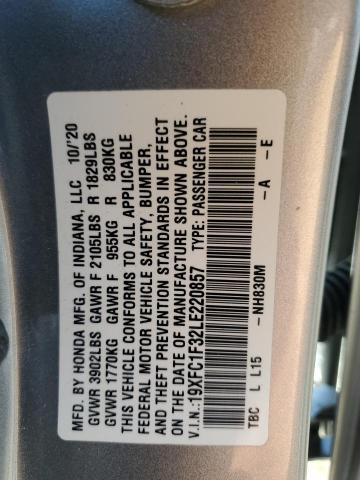 MFD. BY HONDA MFG. OF INDIANA, LLC 10/'20
GVWR 3902LBS GAWR F 2105LBS R 1829LBS
GVWR 1770KG GAWR F 955KG R 830KG
THIS VEHICLE CONFORMS TO ALL APPLICABLE
FEDERAL MOTOR VEHICLE SAFETY, BUMPER,
AND THEFT PREVENTION STANDARDS IN EFFECT
ON THE DATE OF MANUFACTURE SHOWN ABOVE.
V.I.N.:19XFC1F32LE220857 TYPE: PASSENGER CAR
TBC L L15 -NH830M -A -E